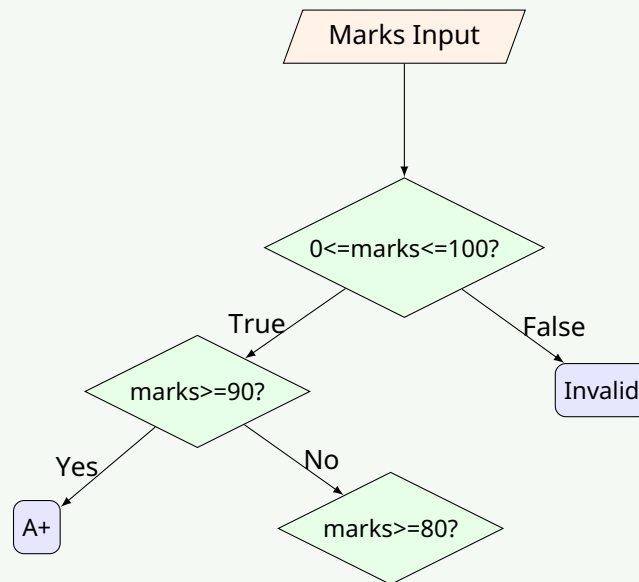 Marks Input
0<=marks<=100?
True
False
marks>=90?
Invalid
Yes
No
A+
marks>=80?